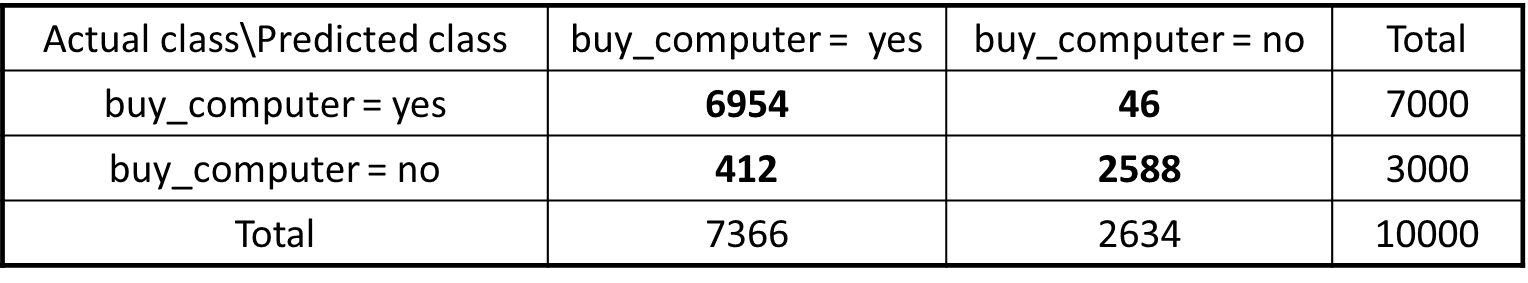 Actual class\Predicted class buy_computer = yes buy_computer = no Total
buy_computer = yes 6954 46 7000
buy_computer = no 412 2588 3000
Total 7366 2634 10000